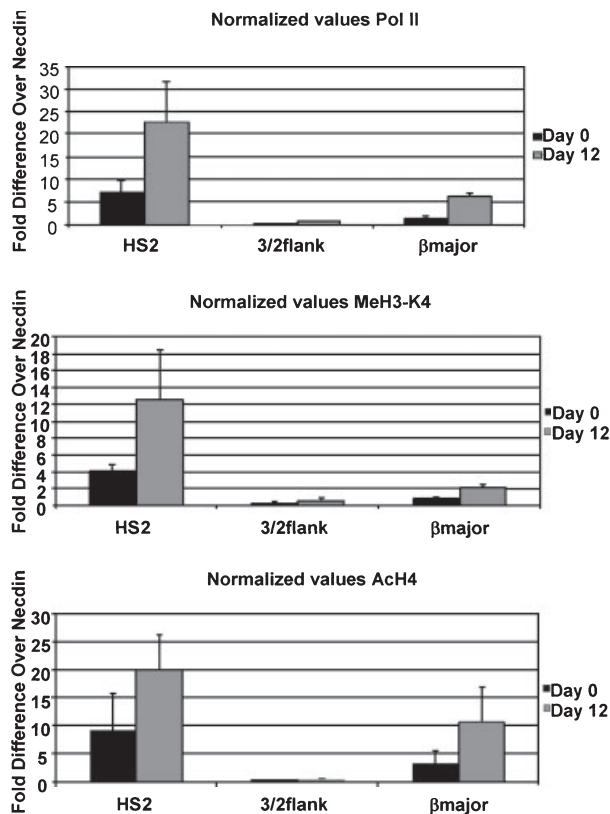 Normalized values Pol II
Fold Difference Over Necdin
35
30
25
20
15
10
5
0
HS2 3/2flank βmajor
Day 0
Day 12
Normalized values MeH3-K4
Fold Difference Over Necdin
20
18
16
14
12
10
8
6
4
2
0
HS2 3/2flank βmajor
Day 0
Day 12
Normalized values AcH4
Fold Difference Over Necdin
30
25
20
15
10
5
0
HS2 3/2flank βmajor
Day 0
Day 12